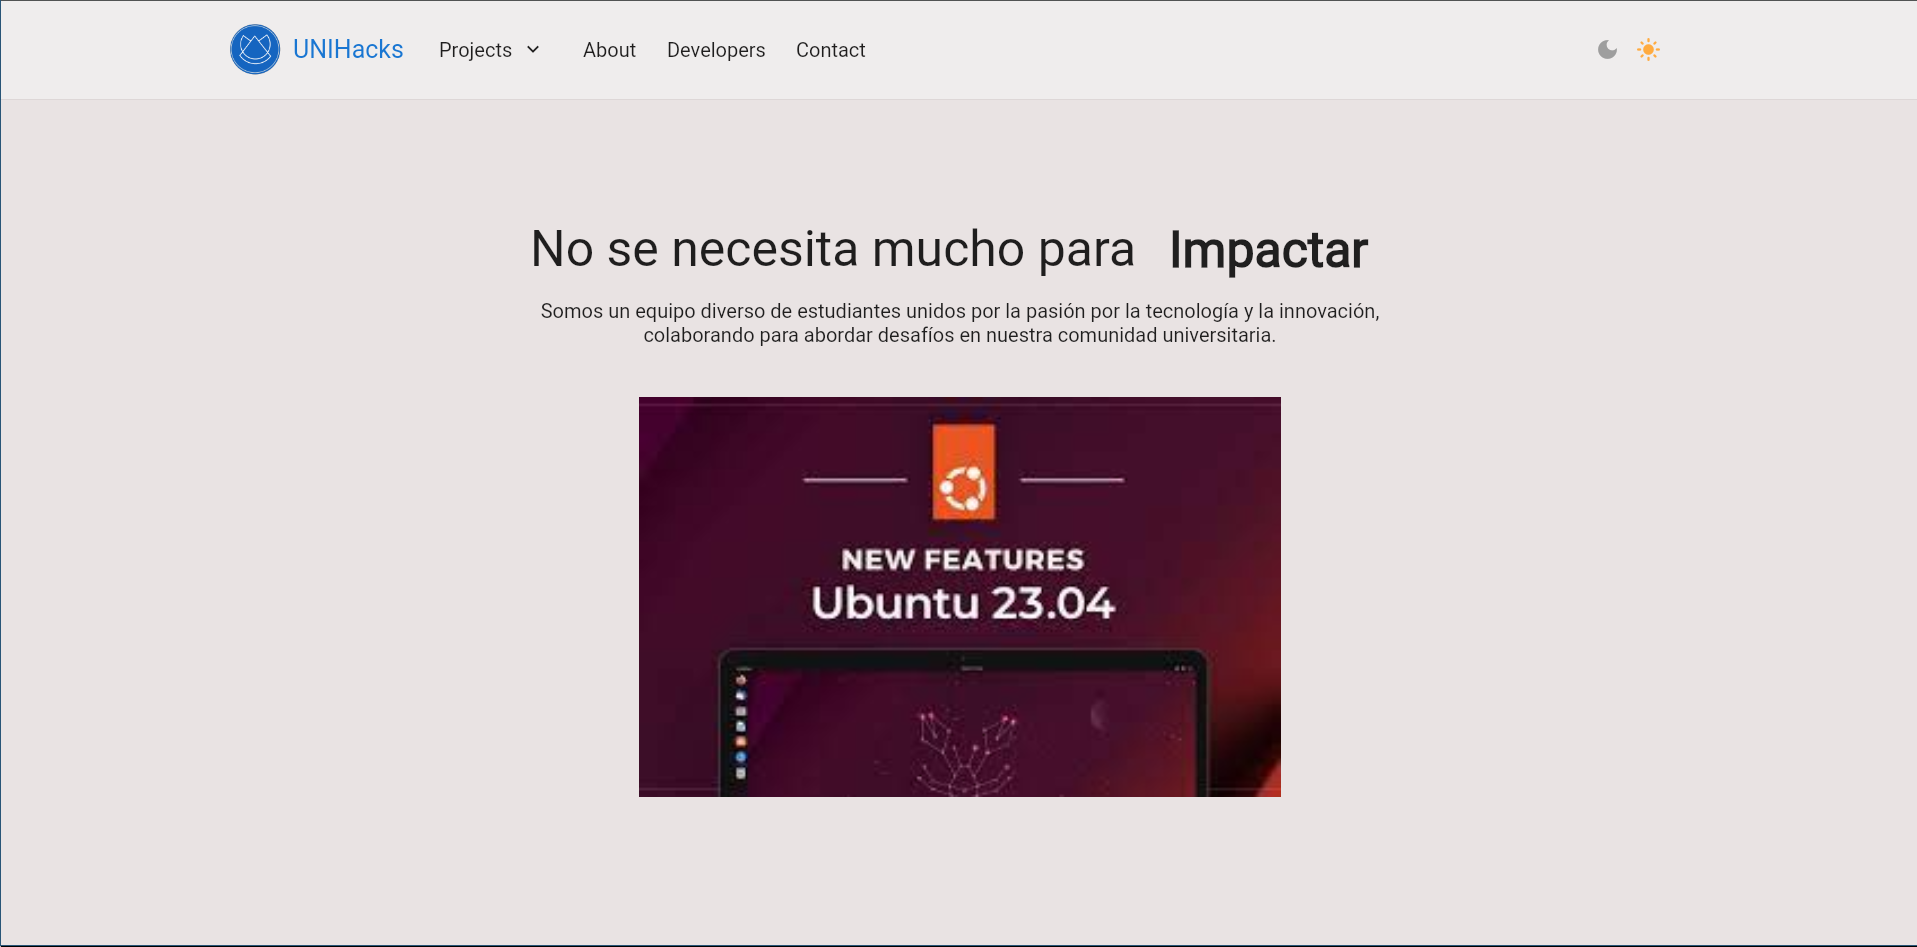 UNIHacks Projects About Developers Contact
No se necesita mucho para Impactar
Somos un equipo diverso de estudiantes unidos por la pasión por la tecnología y la innovación,
colaborando para abordar desafíos en nuestra comunidad universitaria.
NEW FEATURES
Ubuntu 23.04